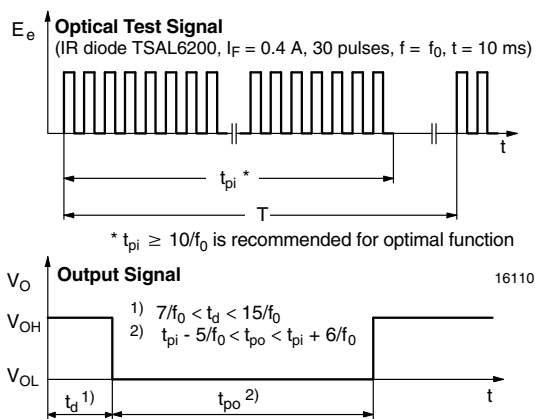 E_e Optical Test Signal
(IR diode TSAL6200, I_F = 0.4 A, 30 pulses, f = f_0, t = 10 ms)
t
t_pi *
T
* t_pi ≥ 10/f_0 is recommended for optimal function
V_O Output Signal 16110
V_OH
1) 7/f_0 < t_d < 15/f_0
2) t_pi - 5/f_0 < t_po < t_pi + 6/f_0
V_OL
t_d 1) t_po 2) t